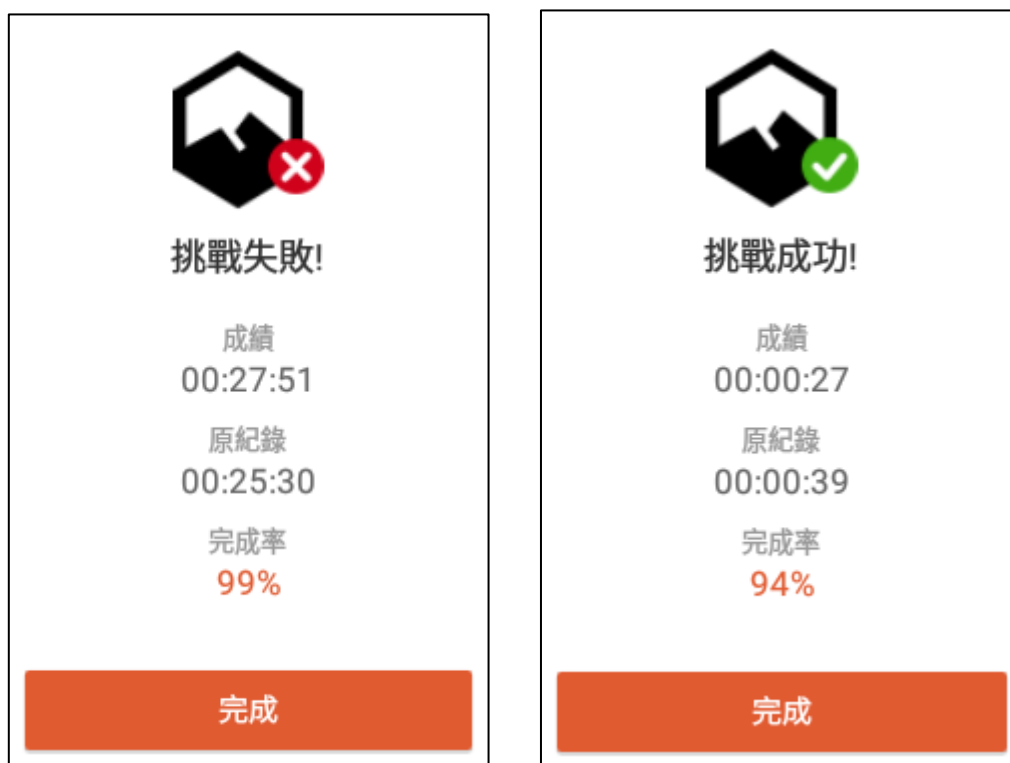 挑戰失敗!
成績
00:27:51
原紀錄
00:25:30
完成率
99%
完成
挑戰成功!
成績
00:00:27
原紀錄
00:00:39
完成率
94%
完成